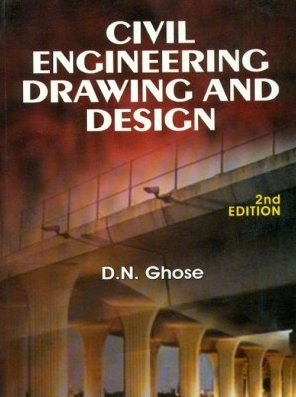 CIVIL
ENGINEERING
DRAWING AND
DESIGN
2nd
EDITION
D.N. Ghose